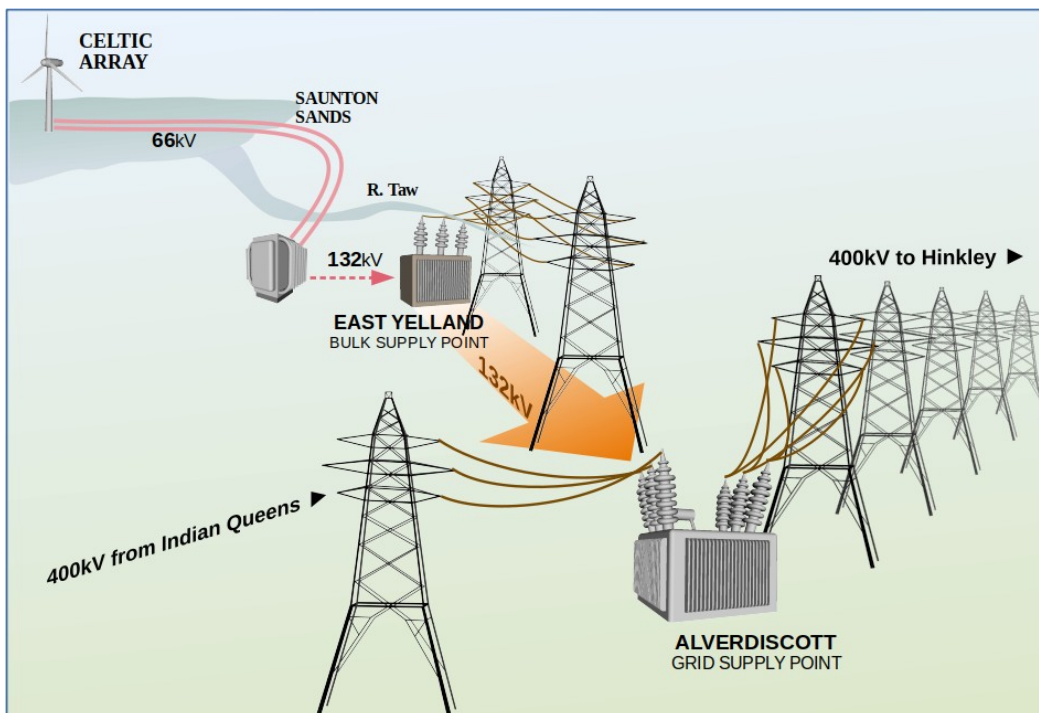 CELTIC
ARRAY
SAUNTON
SANDS
66kV
R. Taw
132kV
400kV to Hinkley ►
EAST YELLAND
BULK SUPPLY POINT
132kV
400kV from Indian Queens ►
ALVERDISCOTT
GRID SUPPLY POINT